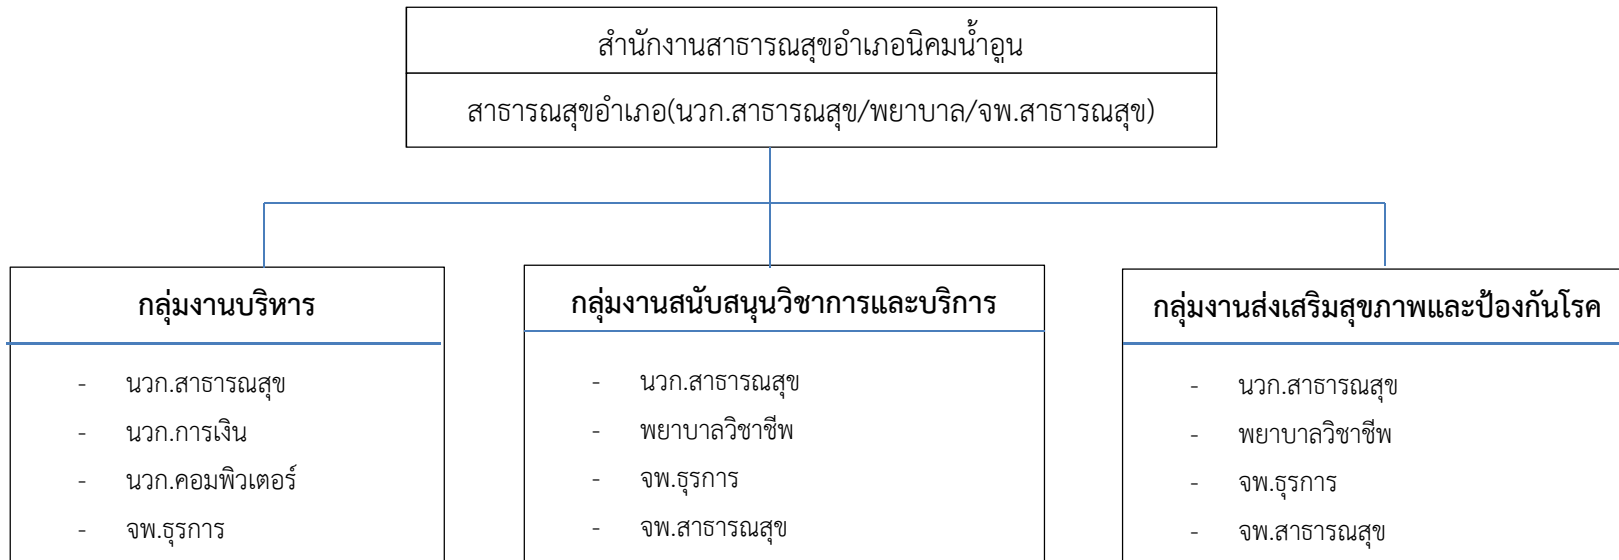 สำนักงานสาธารณสุขอำเภอนิคมน้ำอูน
สาธารณสุขอำเภอ(นวก.สาธารณสุข/พยาบาล/จพ.สาธารณสุข)
กลุ่มงานบริหาร
- นวก.สาธารณสุข
- นวก.การเงิน
- นวก.คอมพิวเตอร์
- จพ.ธุรการ
กลุ่มงานสนับสนุนวิชาการและบริการ
- นวก.สาธารณสุข
- พยาบาลวิชาชีพ
- จพ.ธุรการ
- จพ.สาธารณสุข
กลุ่มงานส่งเสริมสุขภาพและป้องกันโรค
- นวก.สาธารณสุข
- พยาบาลวิชาชีพ
- จพ.ธุรการ
- จพ.สาธารณสุข